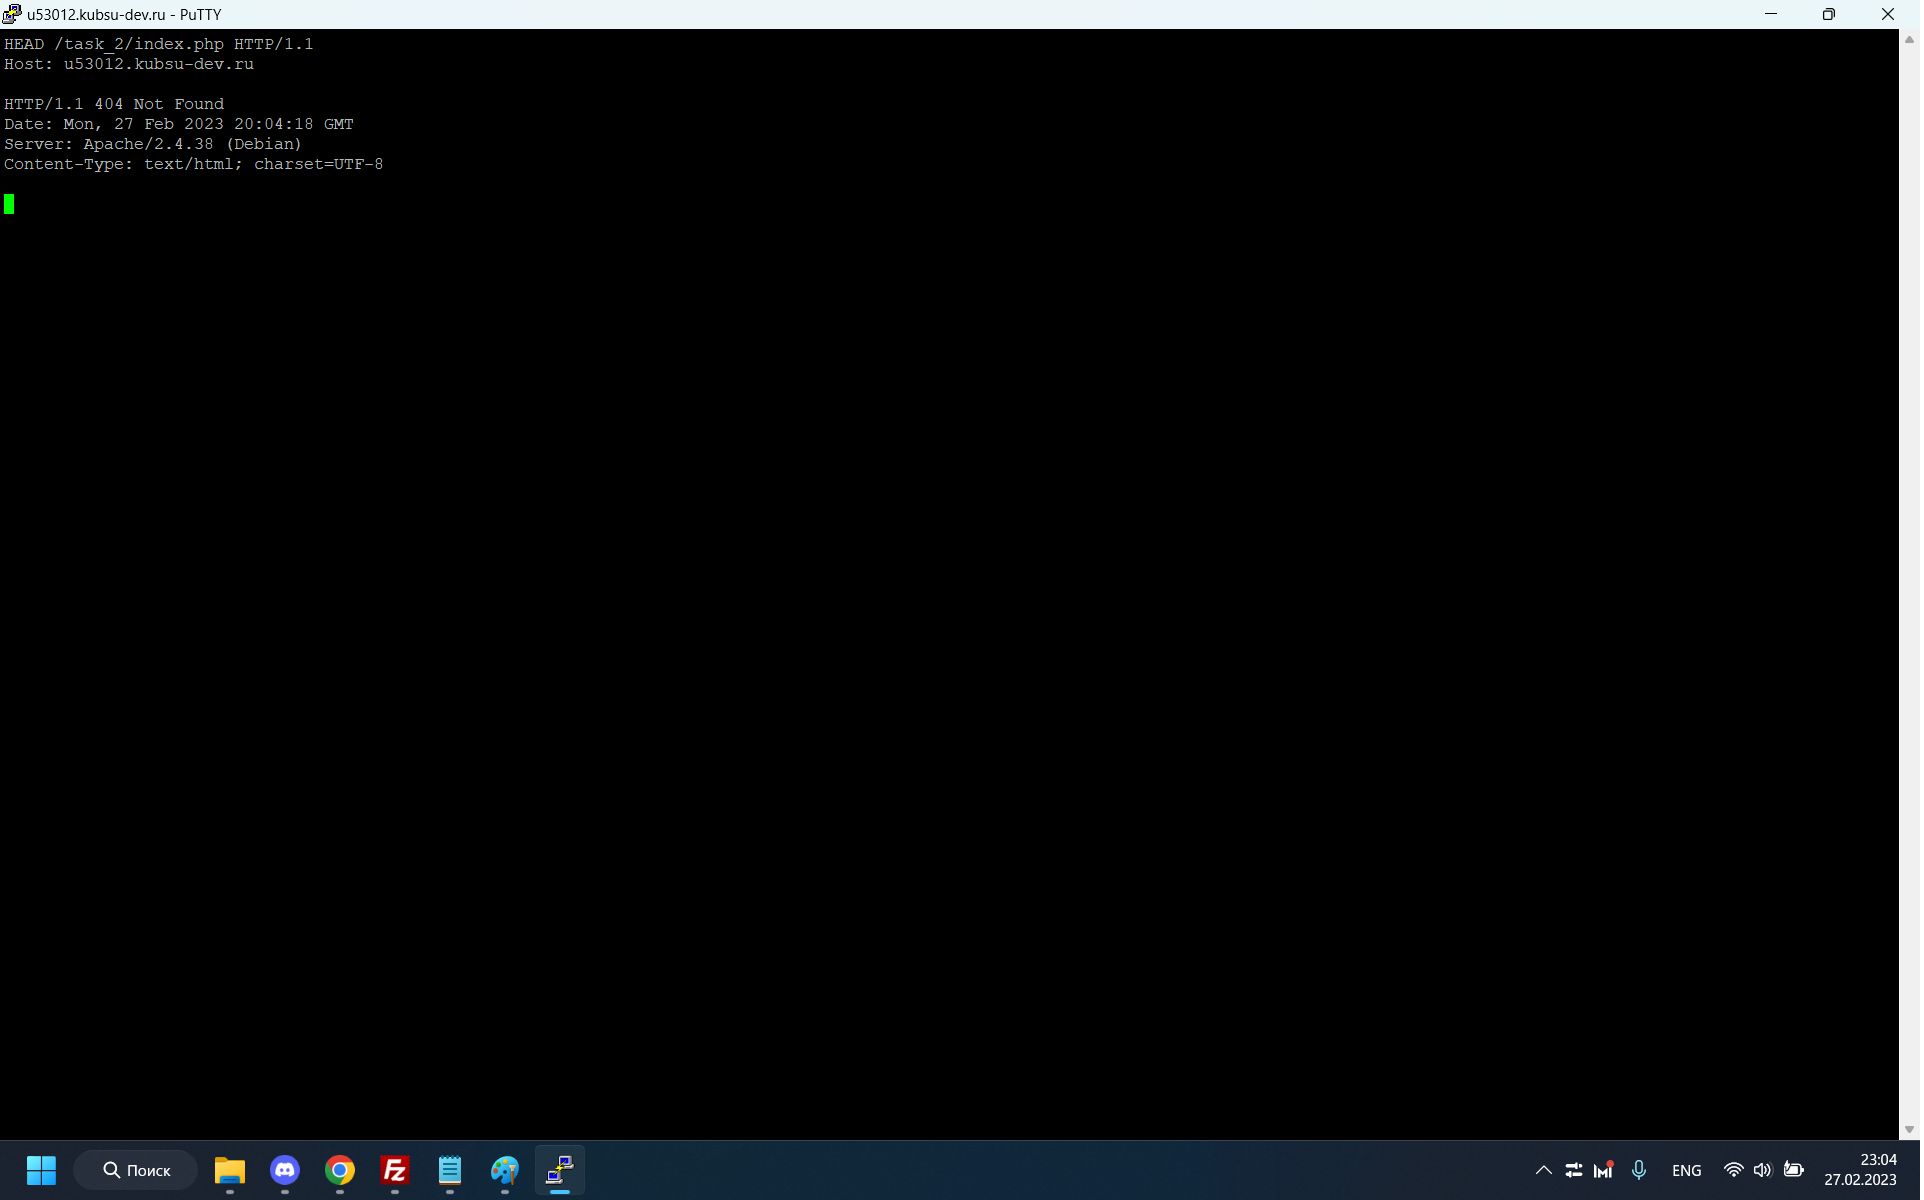 u53012.kubsu-dev.ru - PuTTY
HEAD /task_2/index.php HTTP/1.1
Host: u53012.kubsu-dev.ru
HTTP/1.1 404 Not Found
Date: Mon, 27 Feb 2023 20:04:18 GMT
Server: Apache/2.4.38 (Debian)
Content-Type: text/html; charset=UTF-8
Поиск
ENG
23:04
27.02.2023